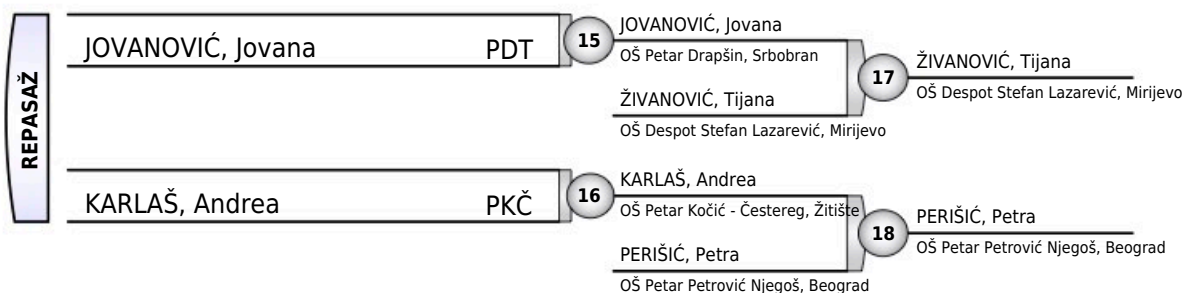 REPASAŽ
JOVANOVIĆ, Jovana PDT
15
JOVANOVIĆ, Jovana
OŠ Petar Drapšin, Srbobran
ŽIVANOVIĆ, Tijana
OŠ Despot Stefan Lazarević, Mirijevo
17
ŽIVANOVIĆ, Tijana
OŠ Despot Stefan Lazarević, Mirijevo
KARLAŠ, Andrea PKČ
16
KARLAŠ, Andrea
OŠ Petar Kočić - Čestereg, Žitište
PERIŠIĆ, Petra
OŠ Petar Petrović Njegoš, Beograd
18
PERIŠIĆ, Petra
OŠ Petar Petrović Njegoš, Beograd